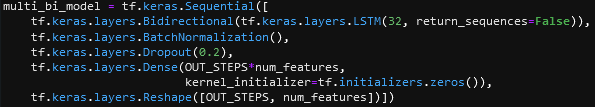 multi_bi_model = tf.keras.Sequential([
    tf.keras.layers.Bidirectional(tf.keras.layers.LSTM(32, return_sequences=False)),
    tf.keras.layers.BatchNormalization(),
    tf.keras.layers.Dropout(0.2),
    tf.keras.layers.Dense(OUT_STEPS*num_features,
                          kernel_initializer=tf.initializers.zeros()),
    tf.keras.layers.Reshape([OUT_STEPS, num_features])])